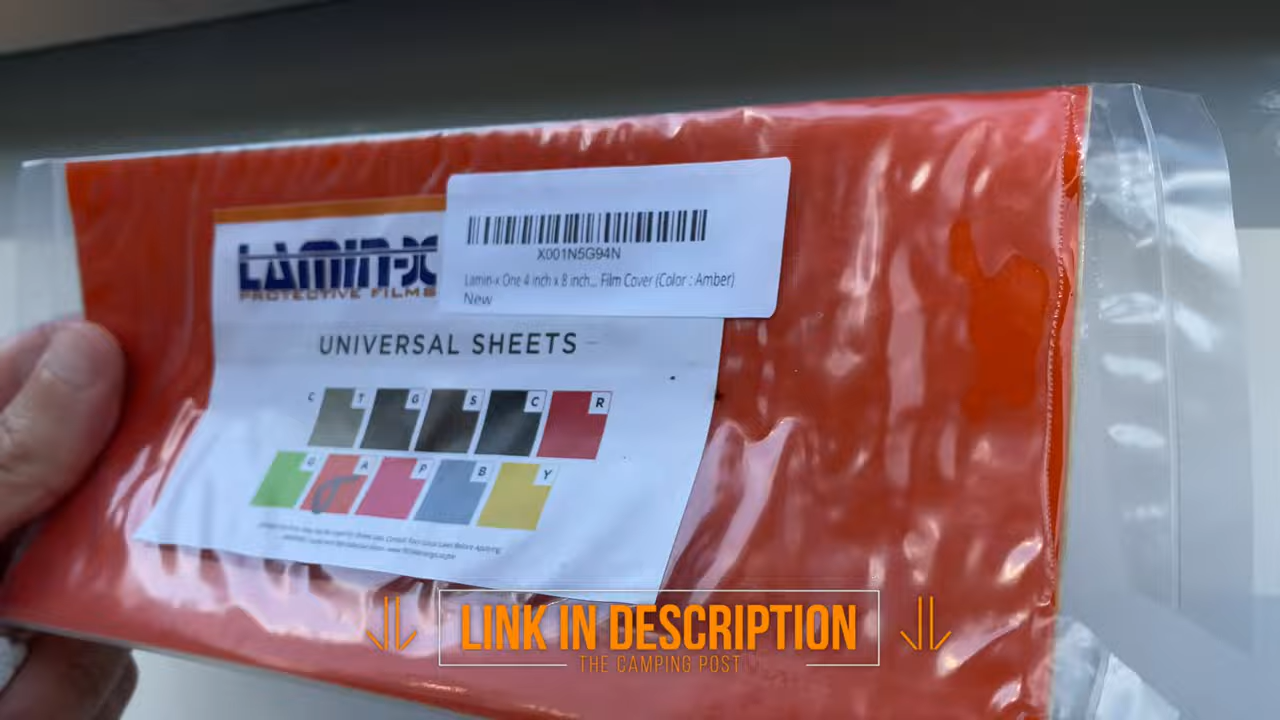 LAMIN-X
PROTECTIVE FILMS
X001N5G94N
Lamin-x One 4 inch x 8 inch... Film Cover (Color : Amber)
New
UNIVERSAL SHEETS
C T G S C R
G A P B Y
LINK IN DESCRIPTION
THE CAMPING POST